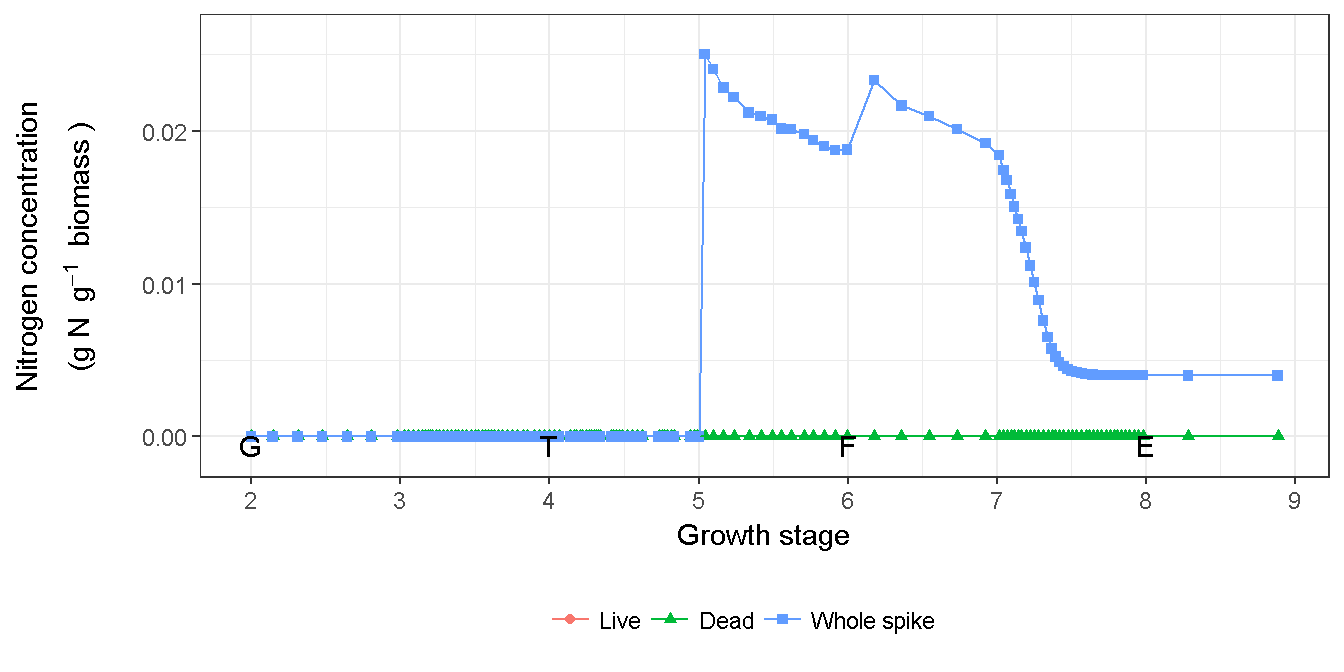 Nitrogen concentration
(g N g⁻¹ biomass )
0.02
0.01
0.00
G T F E
2 3 4 5 6 7 8 9
Growth stage
Live Dead Whole spike